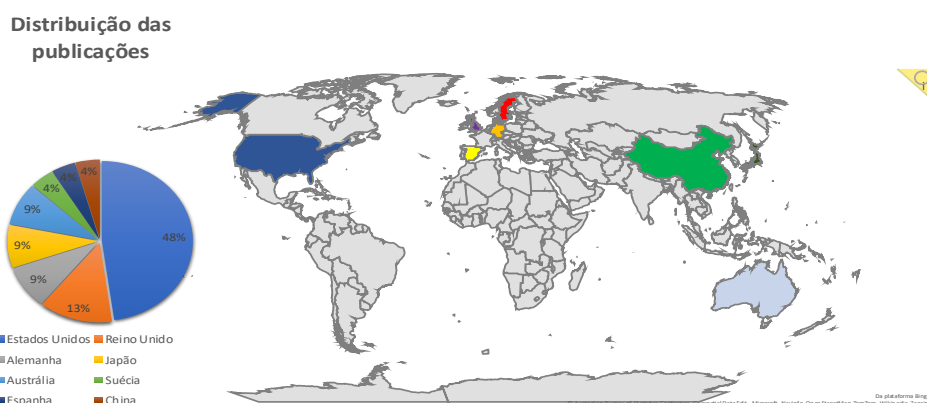 Distribuição das
publicações
4%
4%
4%
9%
48%
9%
9%
13%
Estados Unidos
Reino Unido
Alemanha
Japão
Austrália
Suécia
Espanha
China
Da plataforma Bing